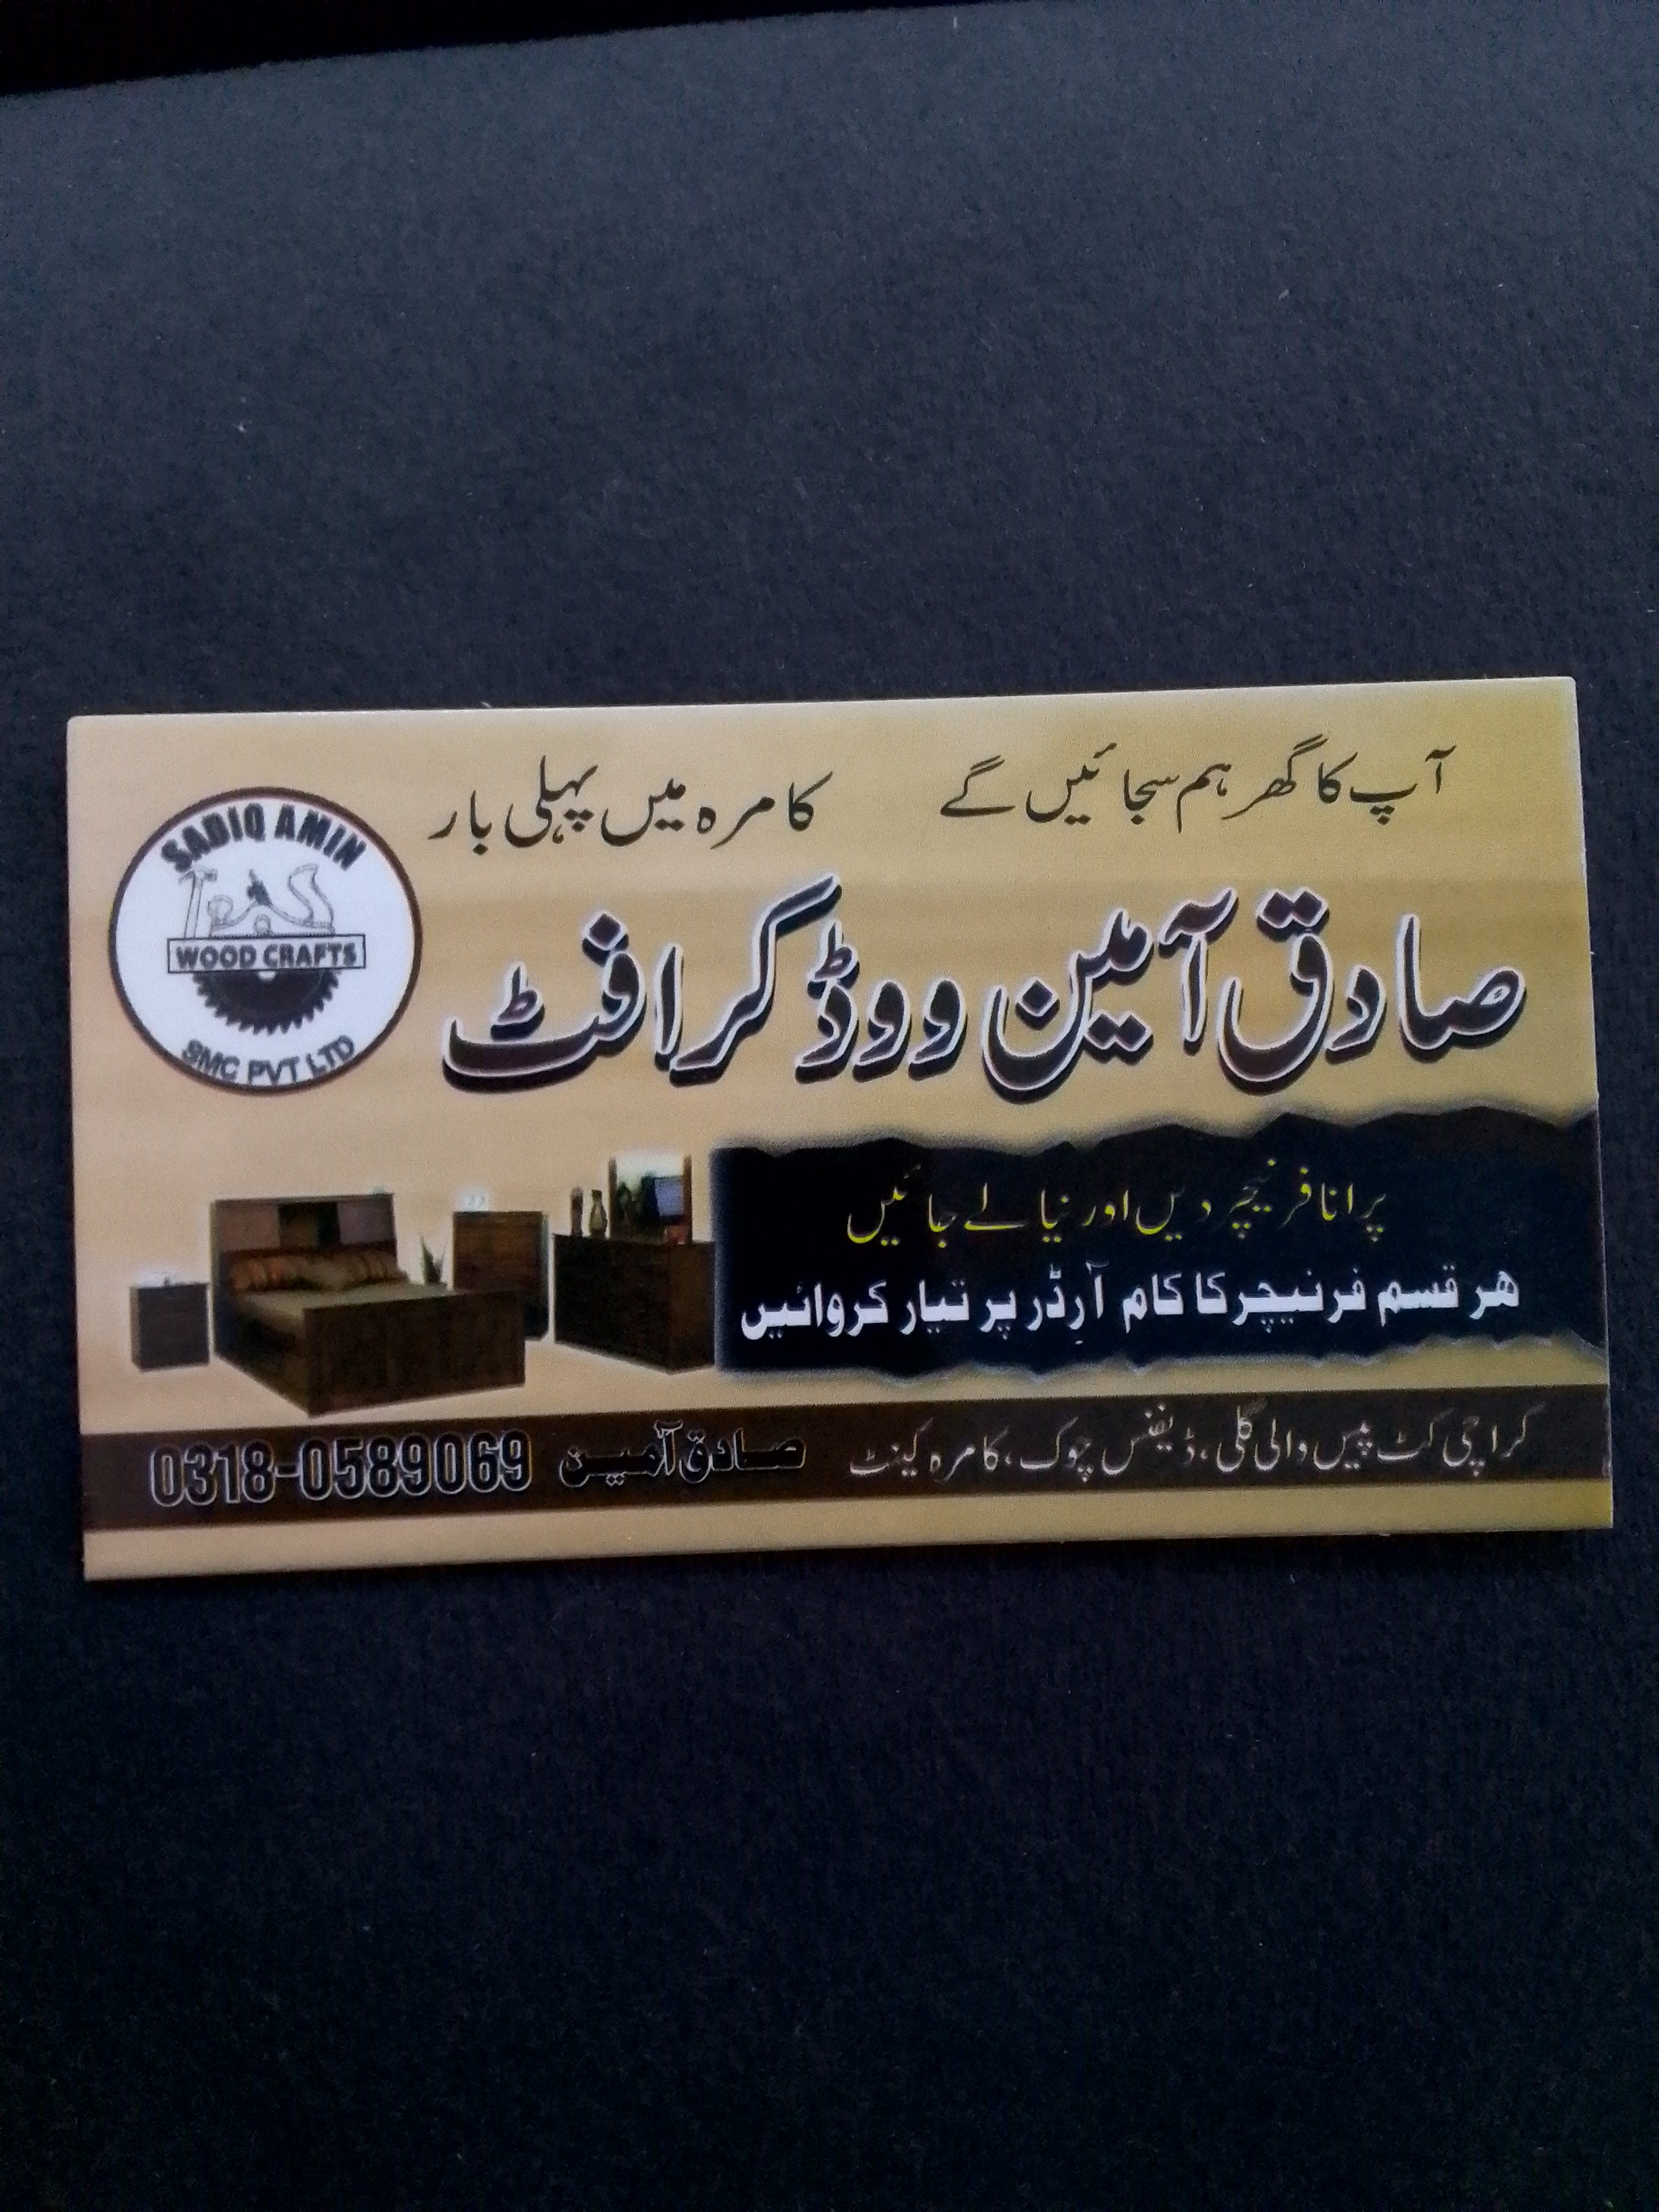 آپ کا گھر ہم سجائیں گے کامرہ میں پہلی بار
SADIQ AMIN
WOOD CRAFTS
SMC PVT LTD
صادق آمین ووڈ کرافٹ
پرانا فرنیچر دیں اور نیا لے جائیں
ھر قسم فرنیچر کا کام آرڈر پر تیار کروائیں
کراچی کٹ پیس والی گلی، ڈیفنس چوک، کامرہ کینٹ صادق آمین 0318-0589069